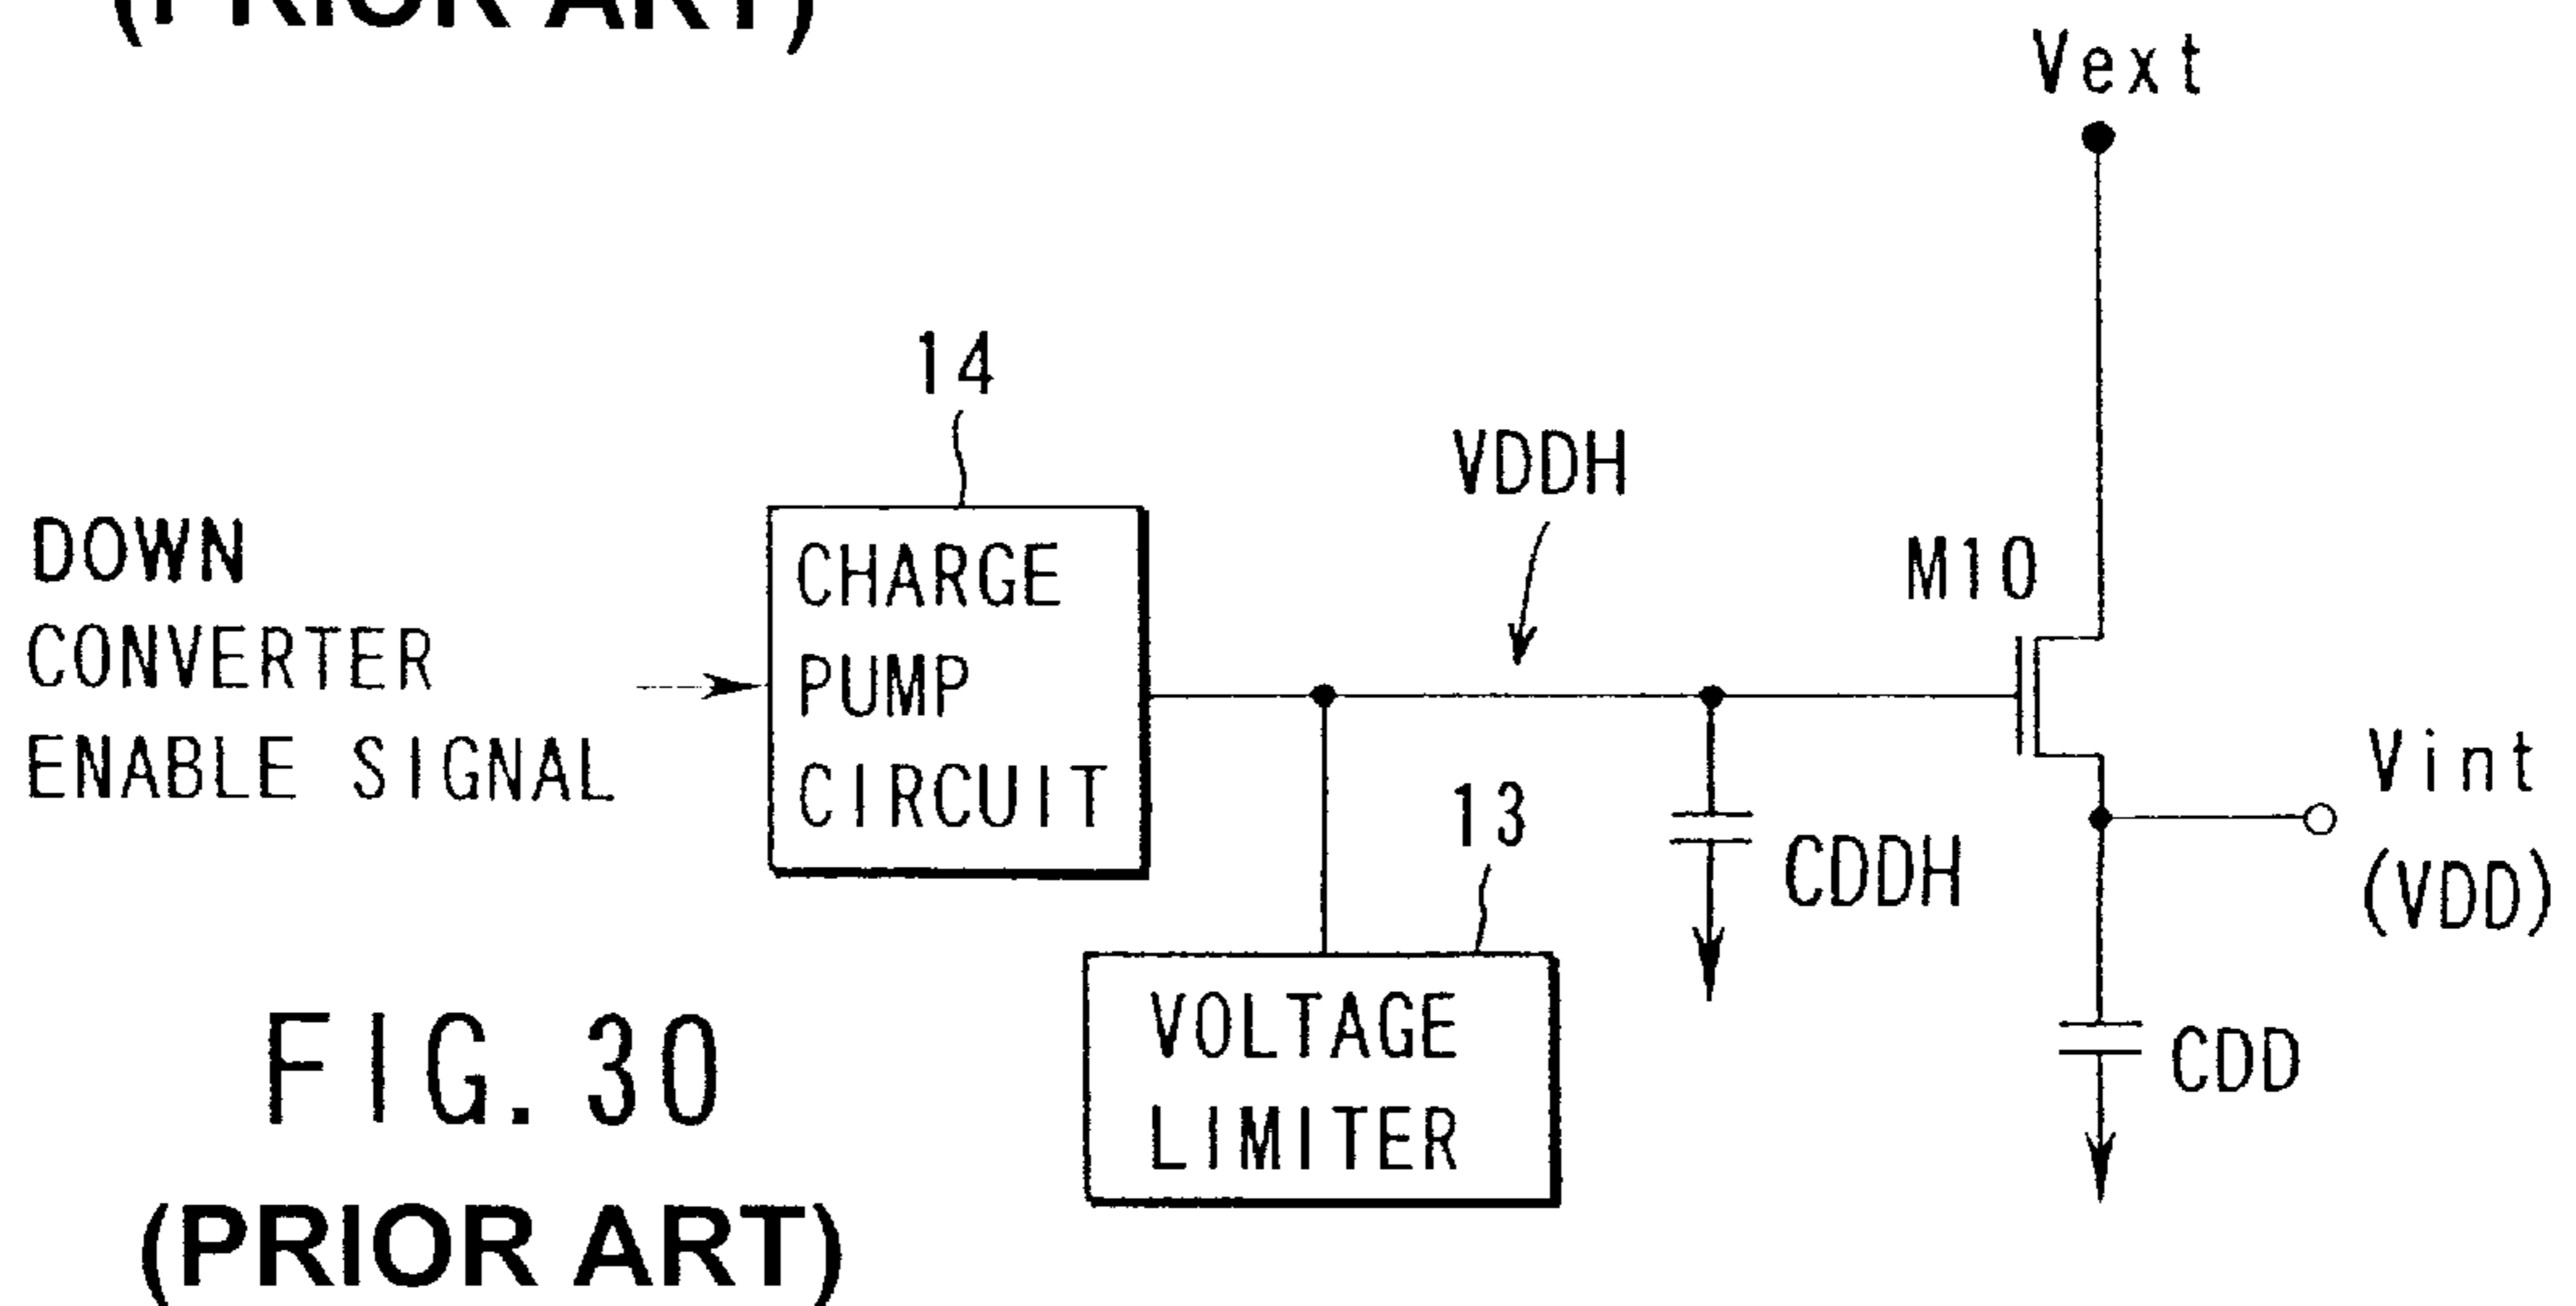 (PRIOR ART)
Vext
14
VDDH
DOWN
CONVERTER
ENABLE SIGNAL
CHARGE
PUMP
CIRCUIT
M10
13
CDDH
Vint
(VDD)
VOLTAGE
LIMITER
CDD
FIG. 30
(PRIOR ART)